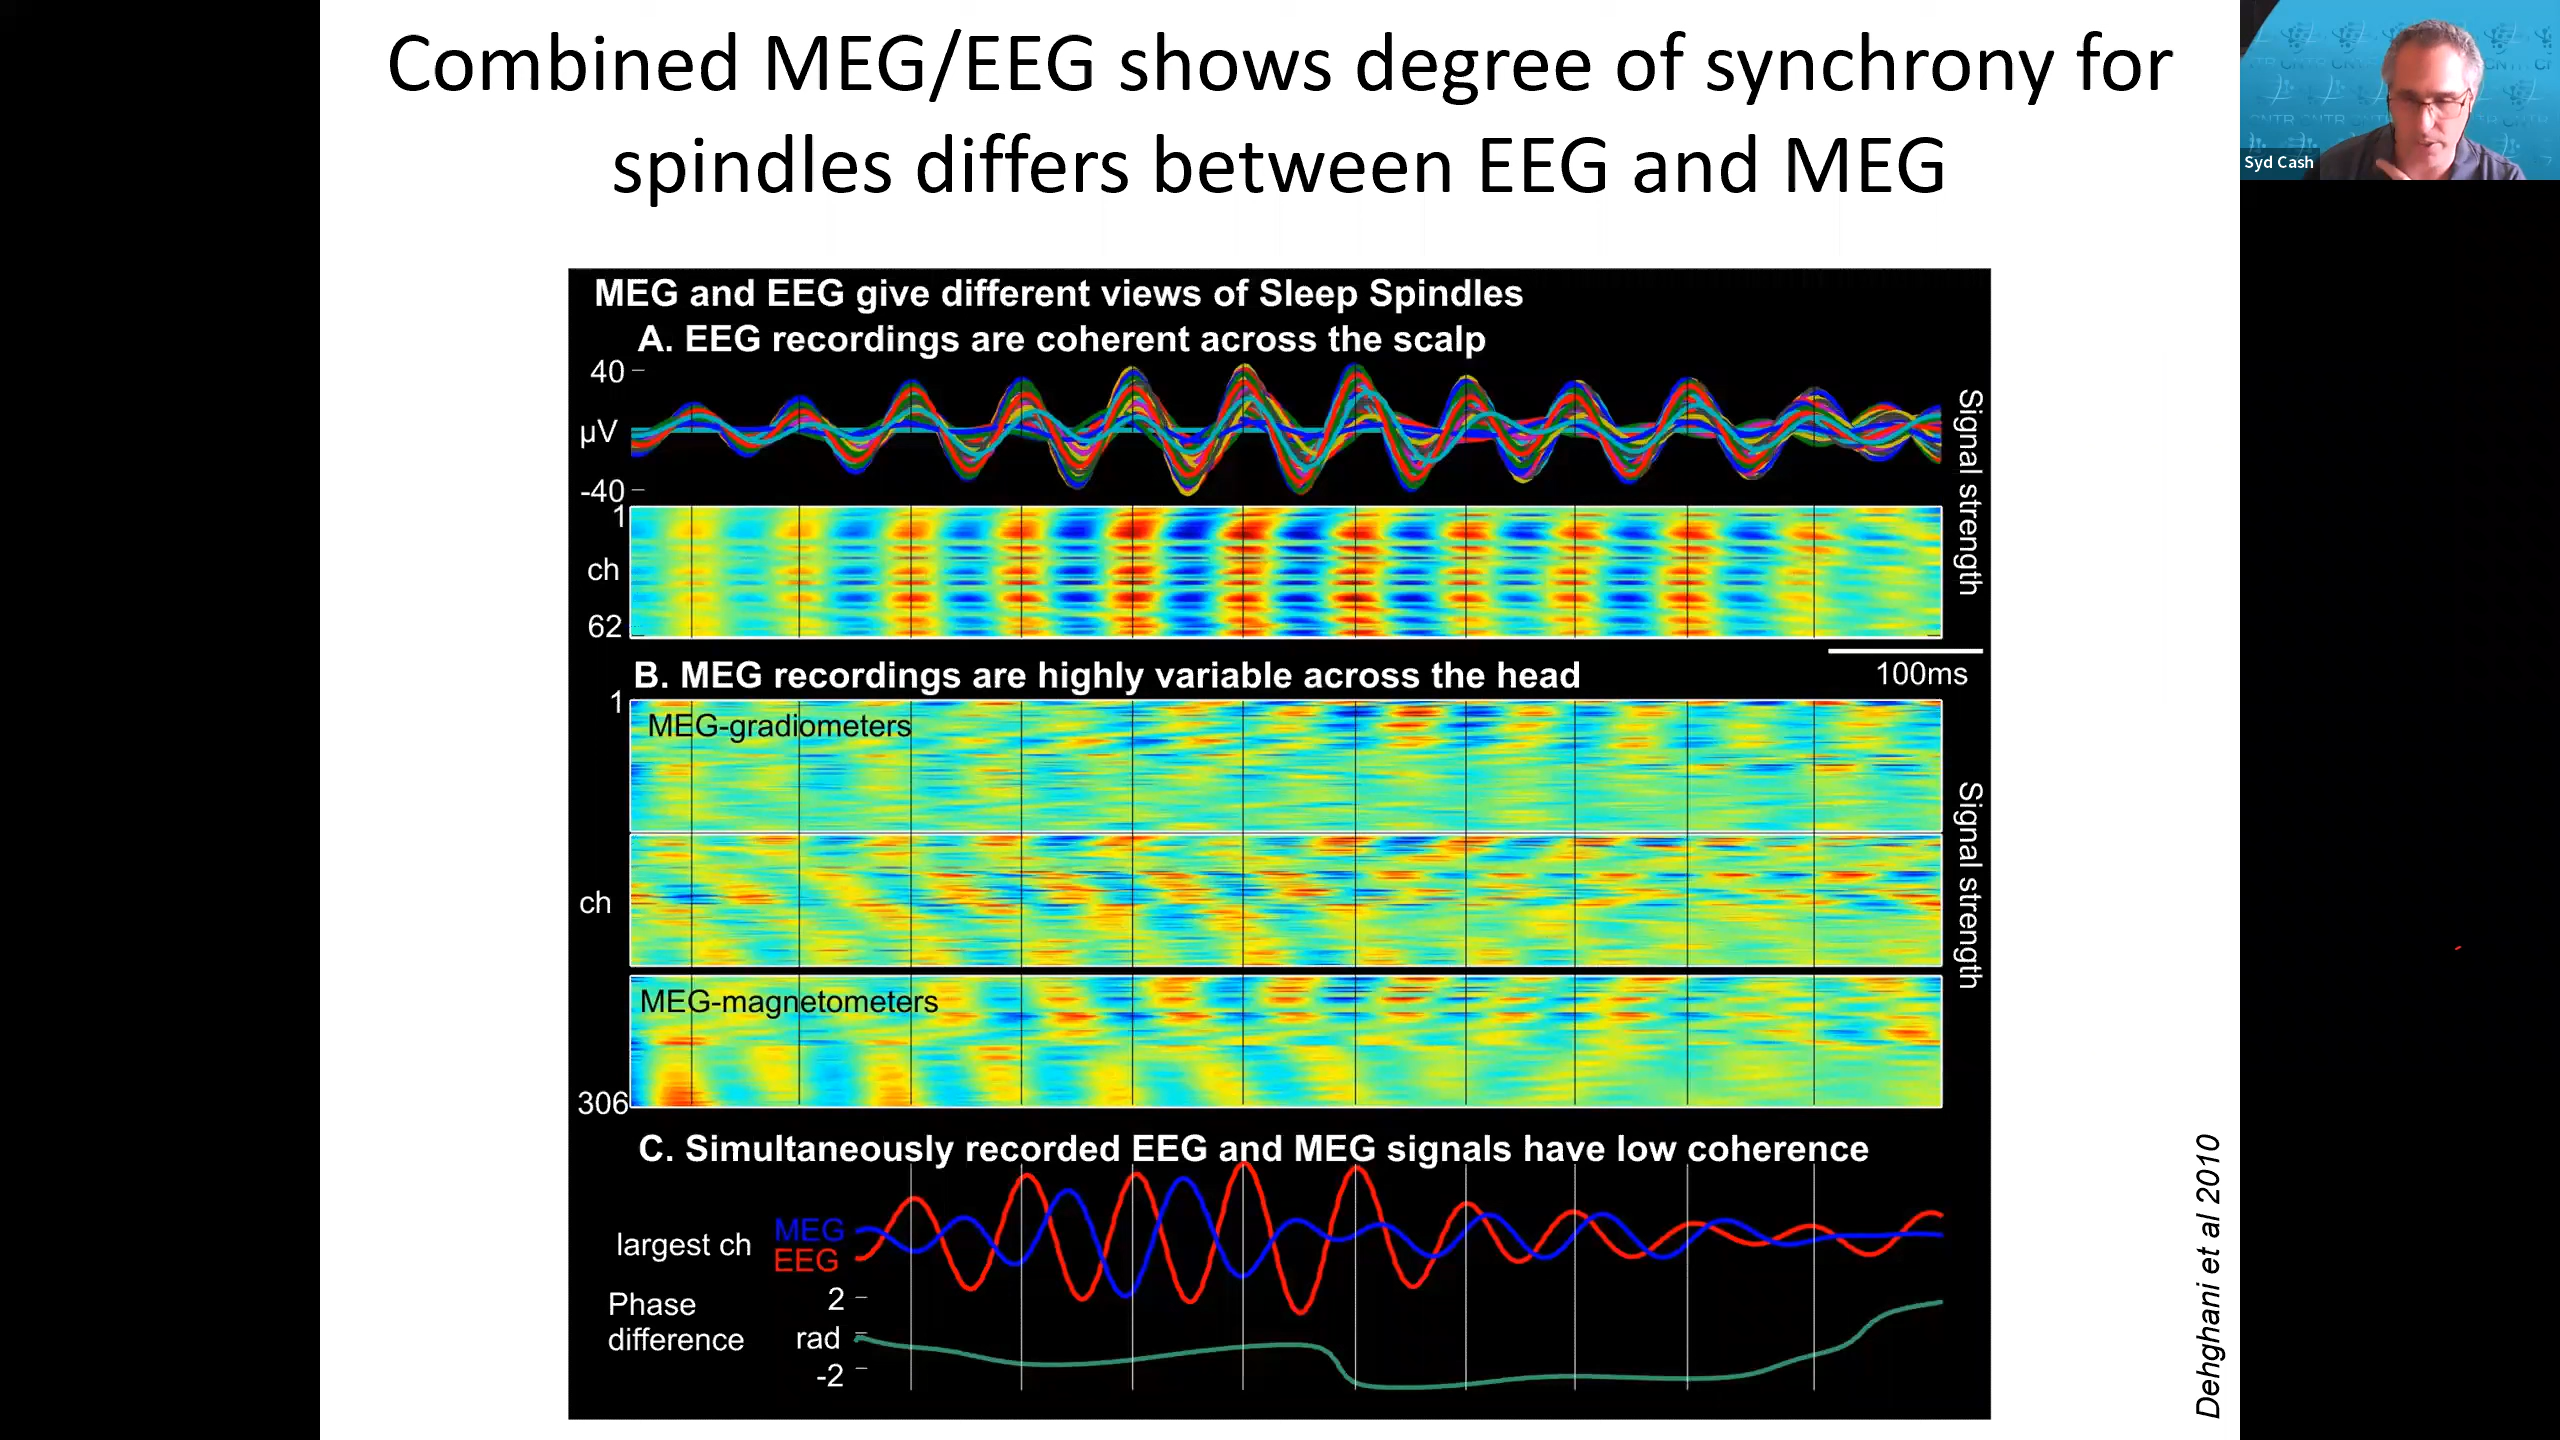 Combined MEG/EEG shows degree of synchrony for
spindles differs between EEG and MEG
Syd Cash
MEG and EEG give different views of Sleep Spindles
A. EEG recordings are coherent across the scalp
40
µV
-40
1
ch
62
Signal strength
100ms
B. MEG recordings are highly variable across the head
1
MEG-gradiometers
ch
MEG-magnetometers
306
Signal strength
C. Simultaneously recorded EEG and MEG signals have low coherence
largest ch
MEG
EEG
Phase
difference
2
rad
-2
Dehghani et al 2010